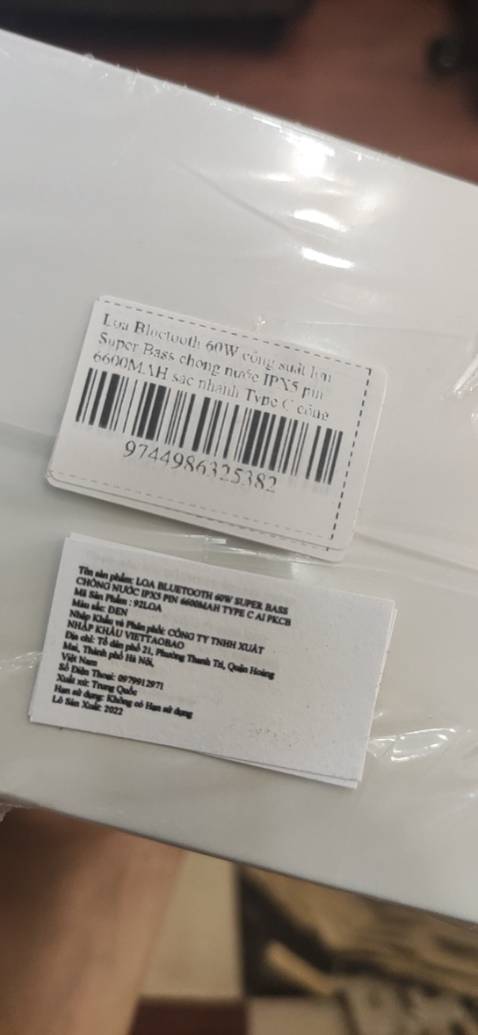 Loa Bluetooth 60W công suất lớn
Super Bass chống nước IPX5 pin
6600MAH sạc nhanh Type C công
9744986325382
Tên sản phẩm: LOA BLUETOOTH 60W SUPER BASS
CHỐNG NƯỚC IPX5 PIN 6600MAH TYPE C AI PKCB
Mã Sản Phẩm : 92LOA
Màu sắc: ĐEN
Nhập Khẩu và Phân phối: CÔNG TY TNHH XUẤT
NHẬP KHẨU VIETTAOBAO
Địa chỉ: Tổ dân phố 21, Phường Thanh Trì, Quận Hoàng
Mai, Thành phố Hà Nội,
Việt Nam
Số Điện Thoại: 0979912971
Xuất xứ: Trung Quốc
Hạn sử dụng: Không có Hạn sử dụng
Lô Sản Xuất: 2022